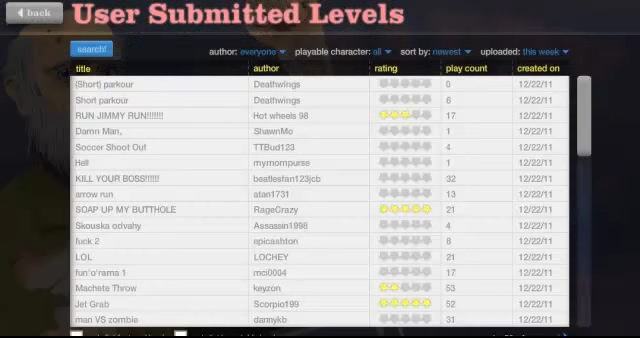 back
User Submitted Levels
search!
author: everyone playable character: all sort by: newest uploaded: this week
title author rating play count created on
(Short) parkour Deathwings 0 12/22/11
Short parkour Deathwings 6 12/22/11
RUN JIMMY RUN!!!!!!! Hot wheels 98 17 12/22/11
Damn Man, ShawnMo 1 12/22/11
Soccer Shoot Out TTBud123 4 12/22/11
Hell mymompurse 1 12/22/11
KILL YOUR BOSS!!!!!! beatlesfan123jcb 32 12/22/11
arrow run atan1731 13 12/22/11
SOAP UP MY BUTTHOLE RageCrazy 21 12/22/11
Skouska odvahy Assassin1998 4 12/22/11
fuck 2 epicashton 8 12/22/11
LOL LOCHEY 21 12/22/11
fun'o'rama 1 mci0004 17 12/22/11
Machete Throw keyzon 53 12/22/11
Jet Grab Scorpio199 52 12/22/11
man VS zombie dannykb 31 12/22/11